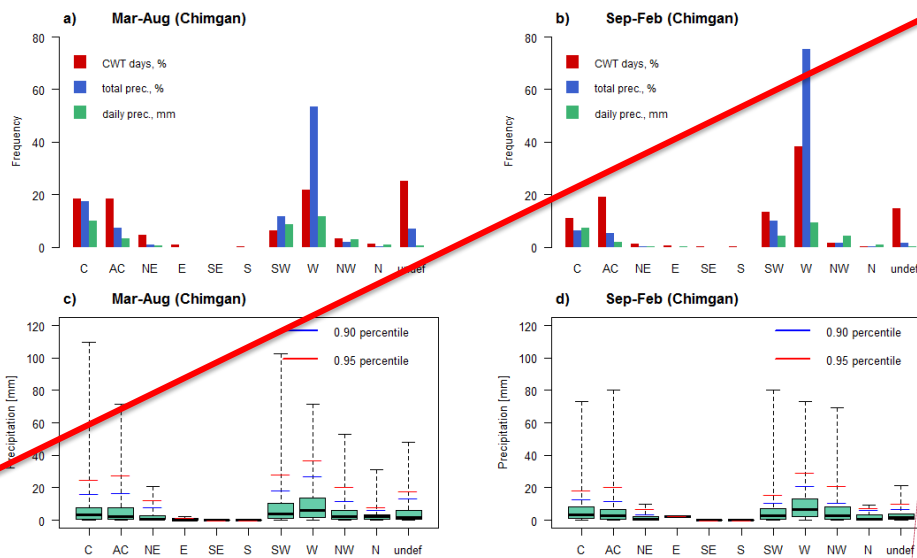 a) Mar-Aug (Chimgan)
80
60
40
20
0
Frequency
CWT days, %
total prec., %
daily prec., mm
C AC NE E SE S SW W NW N undef
b) Sep-Feb (Chimgan)
80
60
40
20
0
Frequency
CWT days, %
total prec., %
daily prec., mm
C AC NE E SE S SW W NW N undef
c) Mar-Aug (Chimgan)
120
100
80
60
40
20
0
Precipitation [mm]
0.90 percentile
0.95 percentile
C AC NE E SE S SW W NW N undef
d) Sep-Feb (Chimgan)
120
100
80
60
40
20
0
Precipitation [mm]
0.90 percentile
0.95 percentile
C AC NE E SE S SW W NW N undef